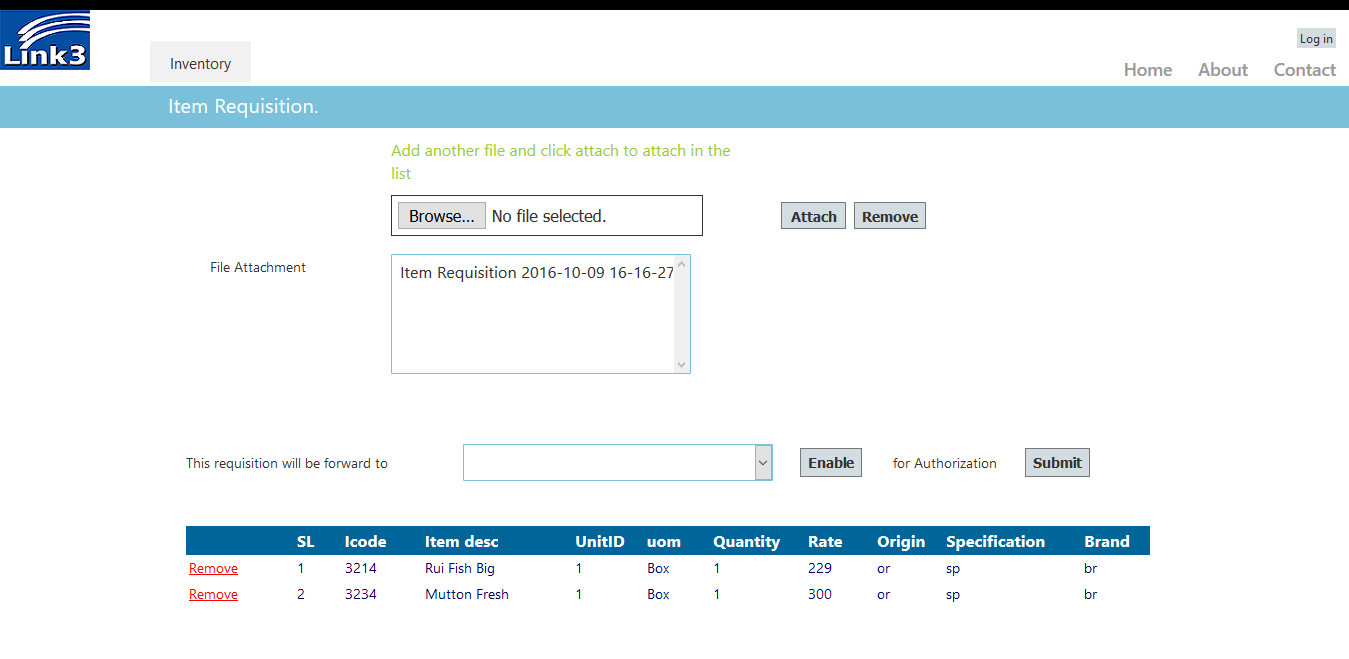 Link3
Inventory
Log in
Home About Contact
Item Requisition.
Add another file and click attach to attach in the
list
Browse... No file selected. Attach Remove
File Attachment
Item Requisition 2016-10-09 16-16-27
This requisition will be forward to Enable for Authorization Submit
SL Icode Item desc UnitID uom Quantity Rate Origin Specification Brand
Remove 1 3214 Rui Fish Big 1 Box 1 229 or sp br
Remove 2 3234 Mutton Fresh 1 Box 1 300 or sp br